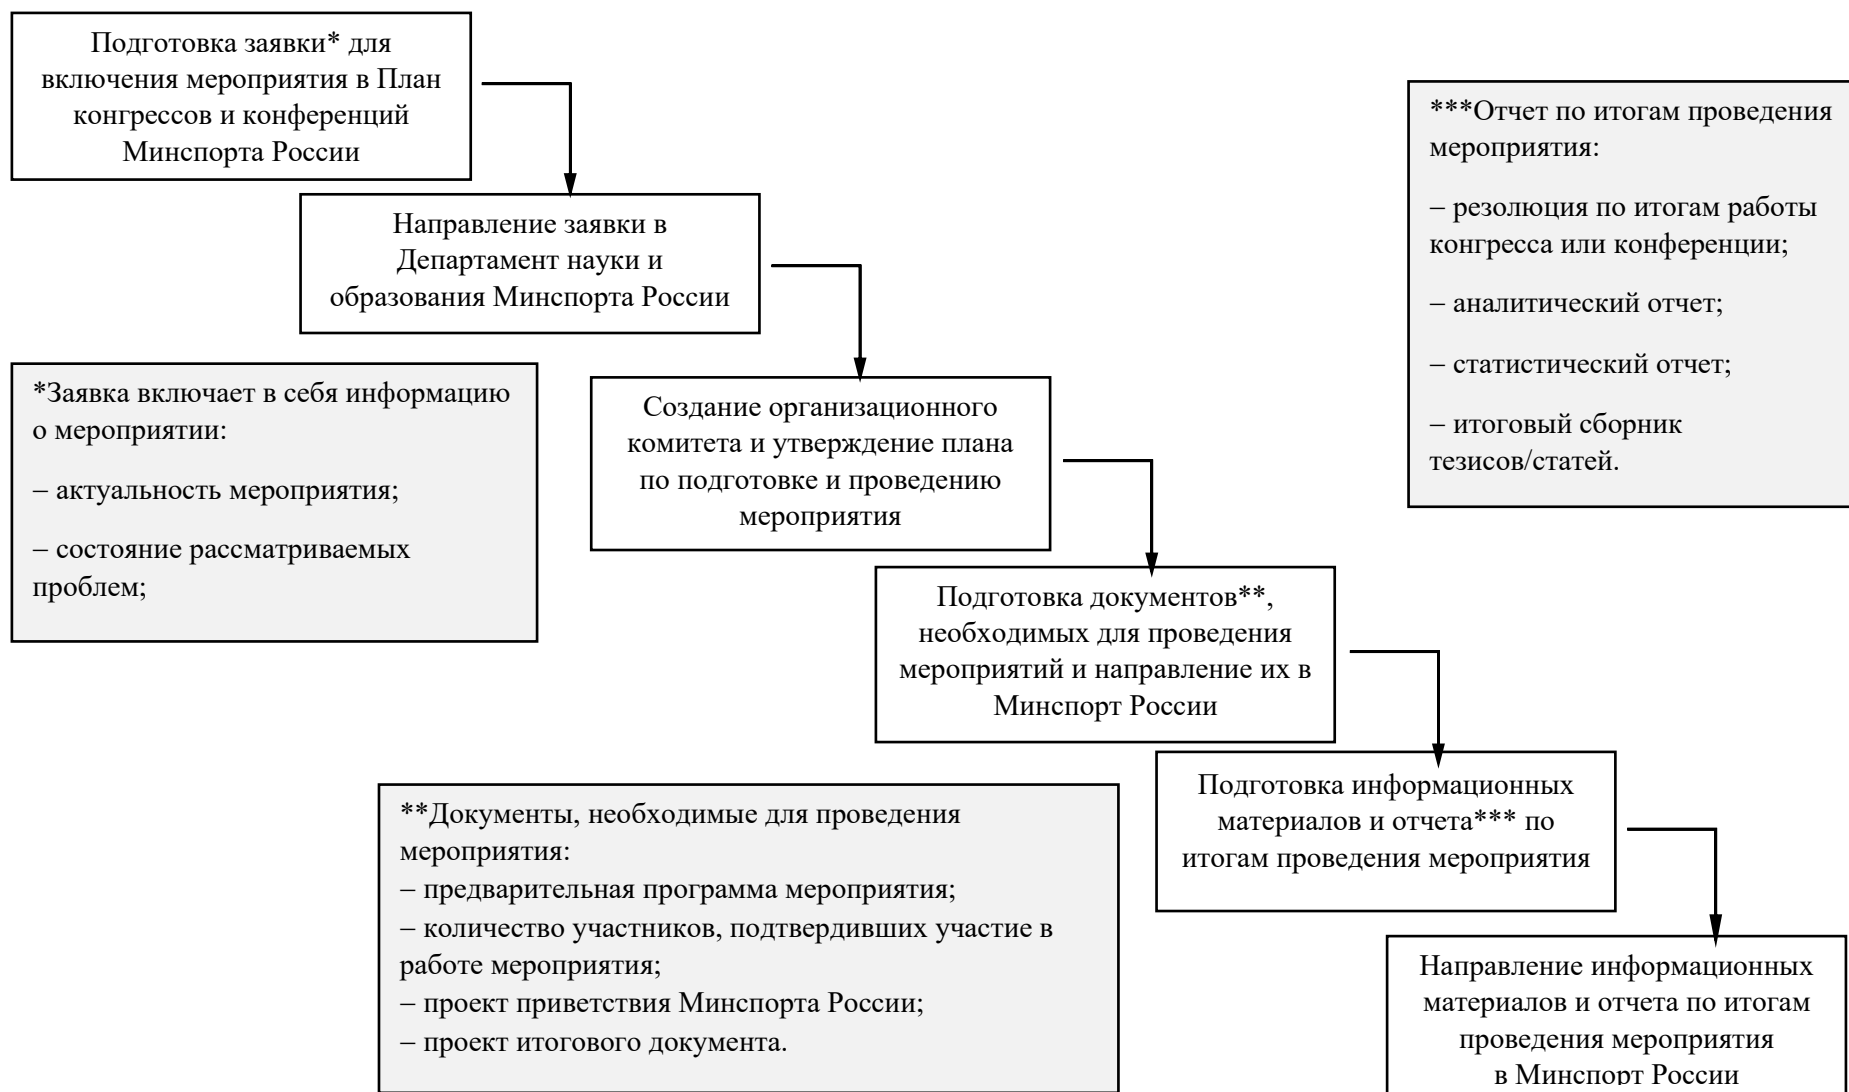 Подготовка заявки* для
включения мероприятия в План
конгрессов и конференций
Минспорта России
***Отчет по итогам проведения
мероприятия:
– резолюция по итогам работы
конгресса или конференции;
– аналитический отчет;
– статистический отчет;
– итоговый сборник
тезисов/статей.
Направление заявки в
Департамент науки и
образования Минспорта России
*Заявка включает в себя информацию
о мероприятии:
– актуальность мероприятия;
– состояние рассматриваемых
проблем;
Создание организационного
комитета и утверждение плана
по подготовке и проведению
мероприятия
Подготовка документов**,
необходимых для проведения
мероприятий и направление их в
Минспорт России
**Документы, необходимые для проведения
мероприятия:
– предварительная программа мероприятия;
– количество участников, подтвердивших участие в
работе мероприятия;
– проект приветствия Минспорта России;
– проект итогового документа.
Подготовка информационных
материалов и отчета*** по
итогам проведения мероприятия
Направление информационных
материалов и отчета по итогам
проведения мероприятия
в Минспорт России